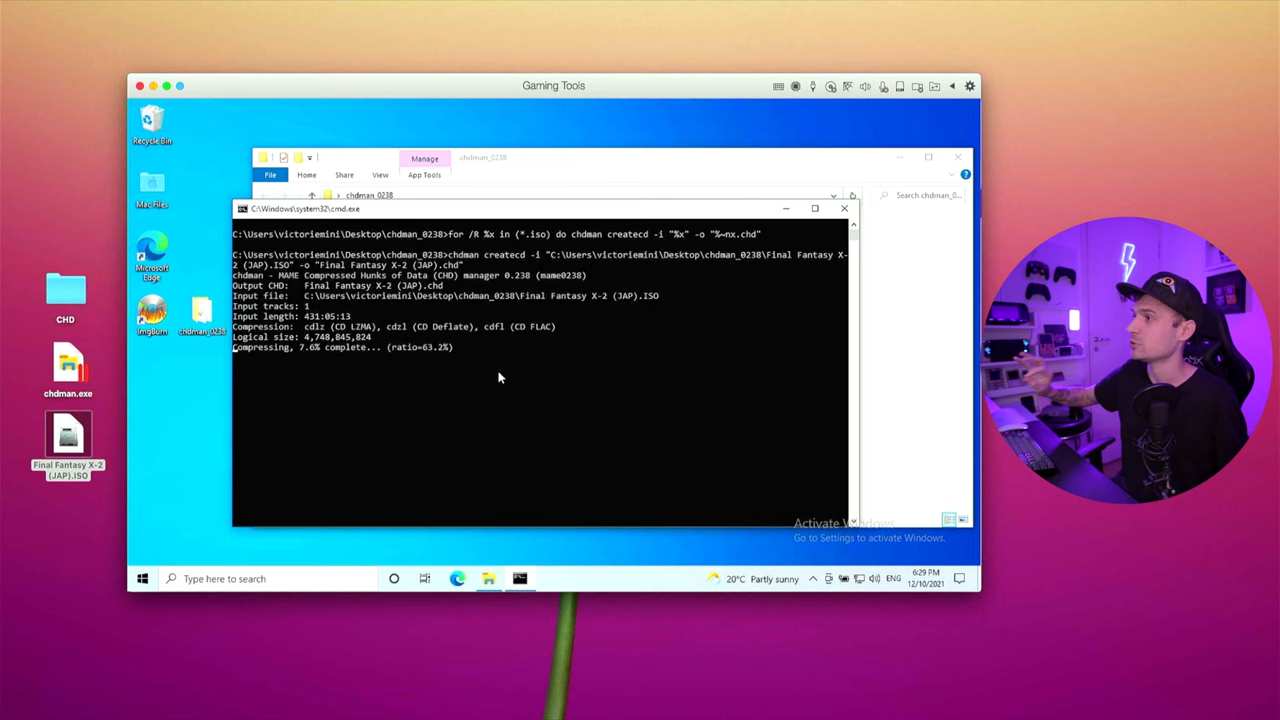 Gaming Tools
Recycle Bin
Mac Files
Microsoft
Edge
ImgBurn
chdman_0238
Manage
chdman_0238
File
Home
Share
View
App Tools
chdman_0238
Search chdman_0...
C:\Windows\system32\cmd.exe
C:\Users\victoriemini\Desktop\chdman_0238>for /R %x in (*.iso) do chdman createcd -i "%x" -o "%~nx.chd"
C:\Users\victoriemini\Desktop\chdman_0238>chdman createcd -i "C:\Users\victoriemini\Desktop\chdman_0238\Final Fantasy X-
2 (JAP).ISO" -o "Final Fantasy X-2 (JAP).chd"
chdman - MAME Compressed Hunks of Data (CHD) manager 0.238 (mame0238)
Output CHD:   Final Fantasy X-2 (JAP).chd
Input file:   C:\Users\victoriemini\Desktop\chdman_0238\Final Fantasy X-2 (JAP).ISO
Input tracks: 1
Input length: 431:05:13
Compression:  cdlz (CD LZMA), cdzl (CD Deflate), cdfl (CD FLAC)
Logical size: 4,748,845,824
Compressing, 7.6% complete... (ratio=63.2%)
CHD
chdman.exe
Final Fantasy X-2
(JAP).ISO
Activate Windows
Go to Settings to activate Windows.
Type here to search
20°C Partly sunny
ENG
6:29 PM
12/10/2021